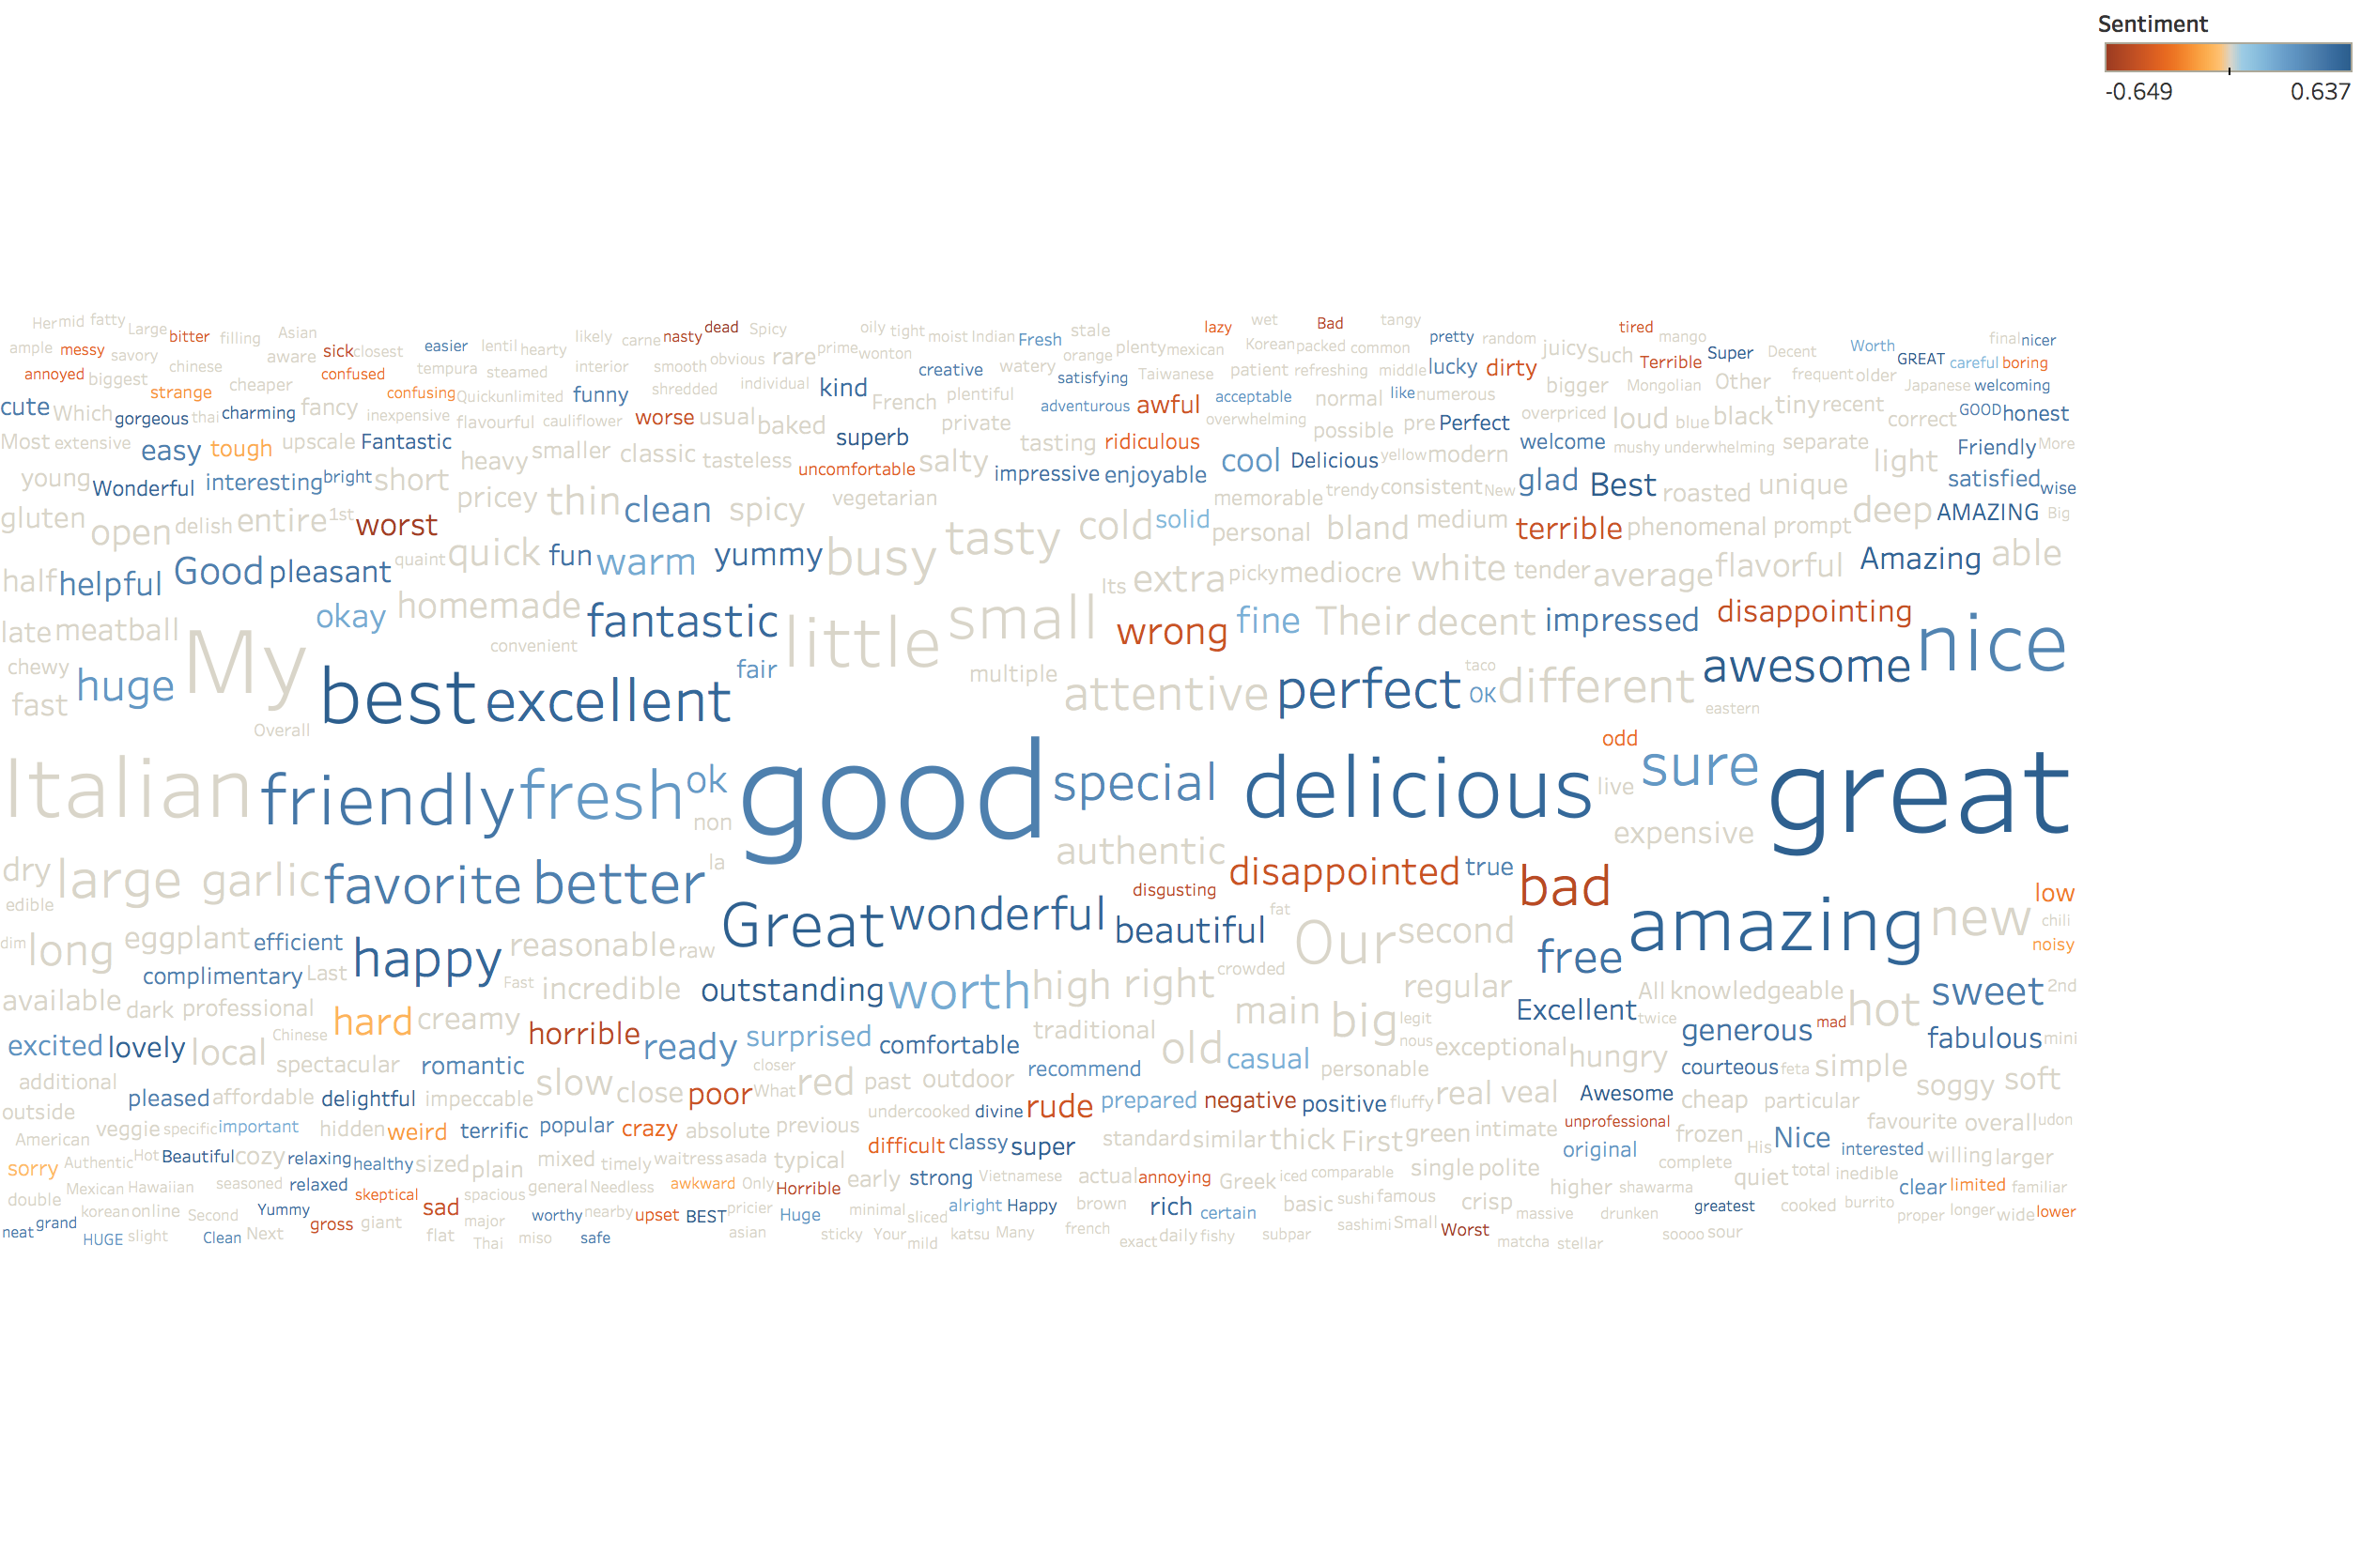 Sentiment
-0.649 0.637
Her mid fatty Large bitter filling Asian likely carne nasty dead Spicy oily tight moist Indian Fresh stale lazy wet Bad tangy pretty random tired mango final nicer
ample messy savory chinese aware sick closest easier lentil hearty interior smooth obvious rare prime wonton creative watery orange plenty mexican Korean packed common juicy Such Terrible Super Decent Worth GREAT careful boring
annoyed biggest strange cheaper confused confusing tempura steamed Quick unlimited funny shredded individual kind French plentiful satisfying Taiwanese patient refreshing middle lucky dirty bigger Mongolian Other frequent older Japanese welcoming
cute Which gorgeous thai charming fancy inexpensive flavourful cauliflower worse usual baked superb private adventurous awful acceptable overwhelming normal like numerous possible pre Perfect overpriced loud blue black tiny recent correct GOOD honest
Most extensive easy tough upscale Fantastic heavy smaller classic tasteless uncomfortable salty tasting ridiculous impressive enjoyable cool Delicious yellow modern welcome mushy underwhelming separate light Friendly More
young Wonderful interesting bright short pricey thin clean spicy vegetarian memorable trendy consistent New glad Best roasted unique satisfied wise
gluten open delish entire 1st worst quaint quick fun warm yummy busy tasty cold solid personal bland medium terrible phenomenal prompt deep AMAZING Big
half helpful Good pleasant okay homemade fantastic little small Its extra picky mediocre white tender average flavorful Amazing able
late meatball My convenient fair multiple wrong fine Their decent impressed disappointing nice
chewy fast huge Overall best excellent attentive perfect taco OK different awesome eastern
Italian friendly fresh ok non good special delicious odd live sure expensive great
dry large garlic favorite better la authentic disappointed true bad low
edible disgusting fat chili
dim long eggplant efficient happy reasonable raw Great wonderful beautiful Our second free amazing new noisy
complimentary Last Fast incredible outstanding worth high right crowded regular All knowledgeable sweet 2nd
available dark professional Chinese hard creamy horrible ready surprised comfortable traditional main big legit Excellent twice generous mad hot fabulous mini
excited lovely local spectacular romantic closer recommend old casual personable nous exceptional hungry courteous feta simple
additional pleased affordable delightful impeccable slow close poor What red past outdoor undercooked divine rude prepared negative positive fluffy real veal Awesome cheap particular soggy soft
outside American veggie specific important hidden weird terrific popular crazy absolute previous difficult classy super standard similar thick First green intimate unprofessional original frozen His Nice favourite overall udon
sorry Authentic Hot Beautiful cozy relaxing healthy sized plain mixed timely waitress asada typical early strong Vietnamese actual annoying Greek iced comparable single polite complete quiet total inedible interested willing larger
double Mexican Hawaiian seasoned relaxed skeptical sad spacious general Needless awkward Only Horrible minimal sliced alright Happy brown rich certain basic sushi famous crisp higher shawarma massive drunken greatest cooked burrito clear limited familiar
neat grand korean online Second Yummy gross giant major worthy nearby upset BEST pricier Huge proper longer wide lower
HUGE slight Clean Next flat Thai miso safe asian sticky Your mild katsu Many french exact daily fishy subpar sashimi Small Worst matcha stellar soooo sour